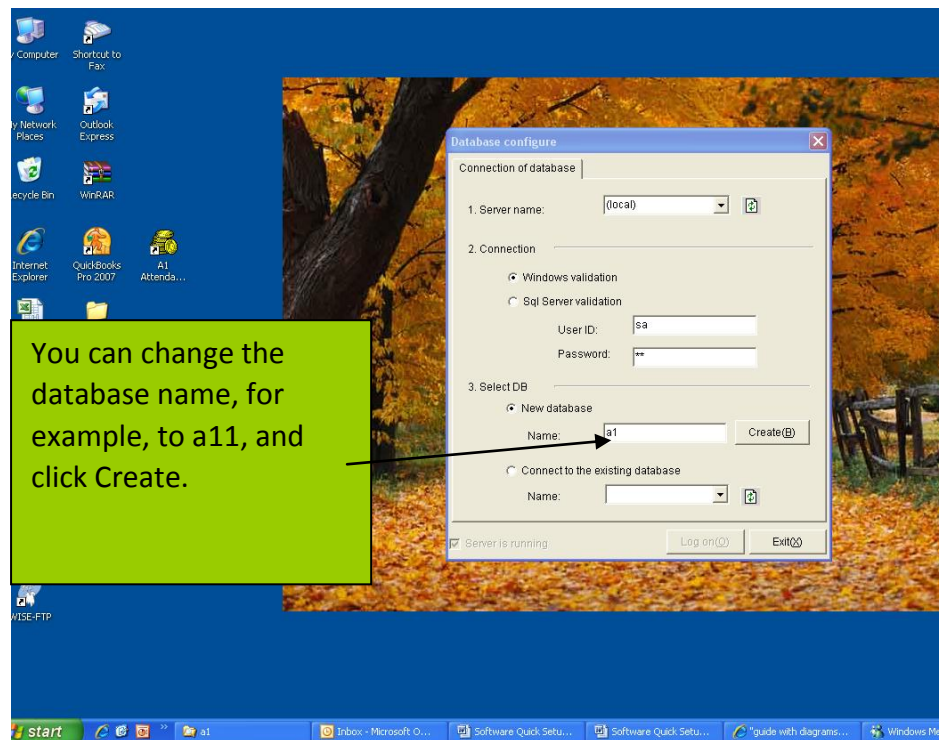 Computer
Shortcut to
Fax
Network
Places
Outlook
Express
ecycle Bin
WinRAR
Internet
Explorer
QuickBooks
Pro 2007
A1
Attenda...
You can change the
database name, for
example, to a11, and
click Create.
WISE-FTP
Database configure
Connection of database
1. Server name:
(local)
2. Connection
Windows validation
Sql Server validation
User ID:
sa
Password:
**
3. Select DB
New database
Name:
a1
Create(B)
Connect to the existing database
Name:
Server is running
Log on(O)
Exit(X)
start
a1
Inbox - Microsoft O...
Software Quick Setu...
Software Quick Setu...
"guide with diagrams...
Windows Me